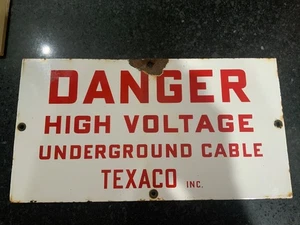 DANGER
HIGH VOLTAGE
UNDERGROUND CABLE
TEXACO INC.